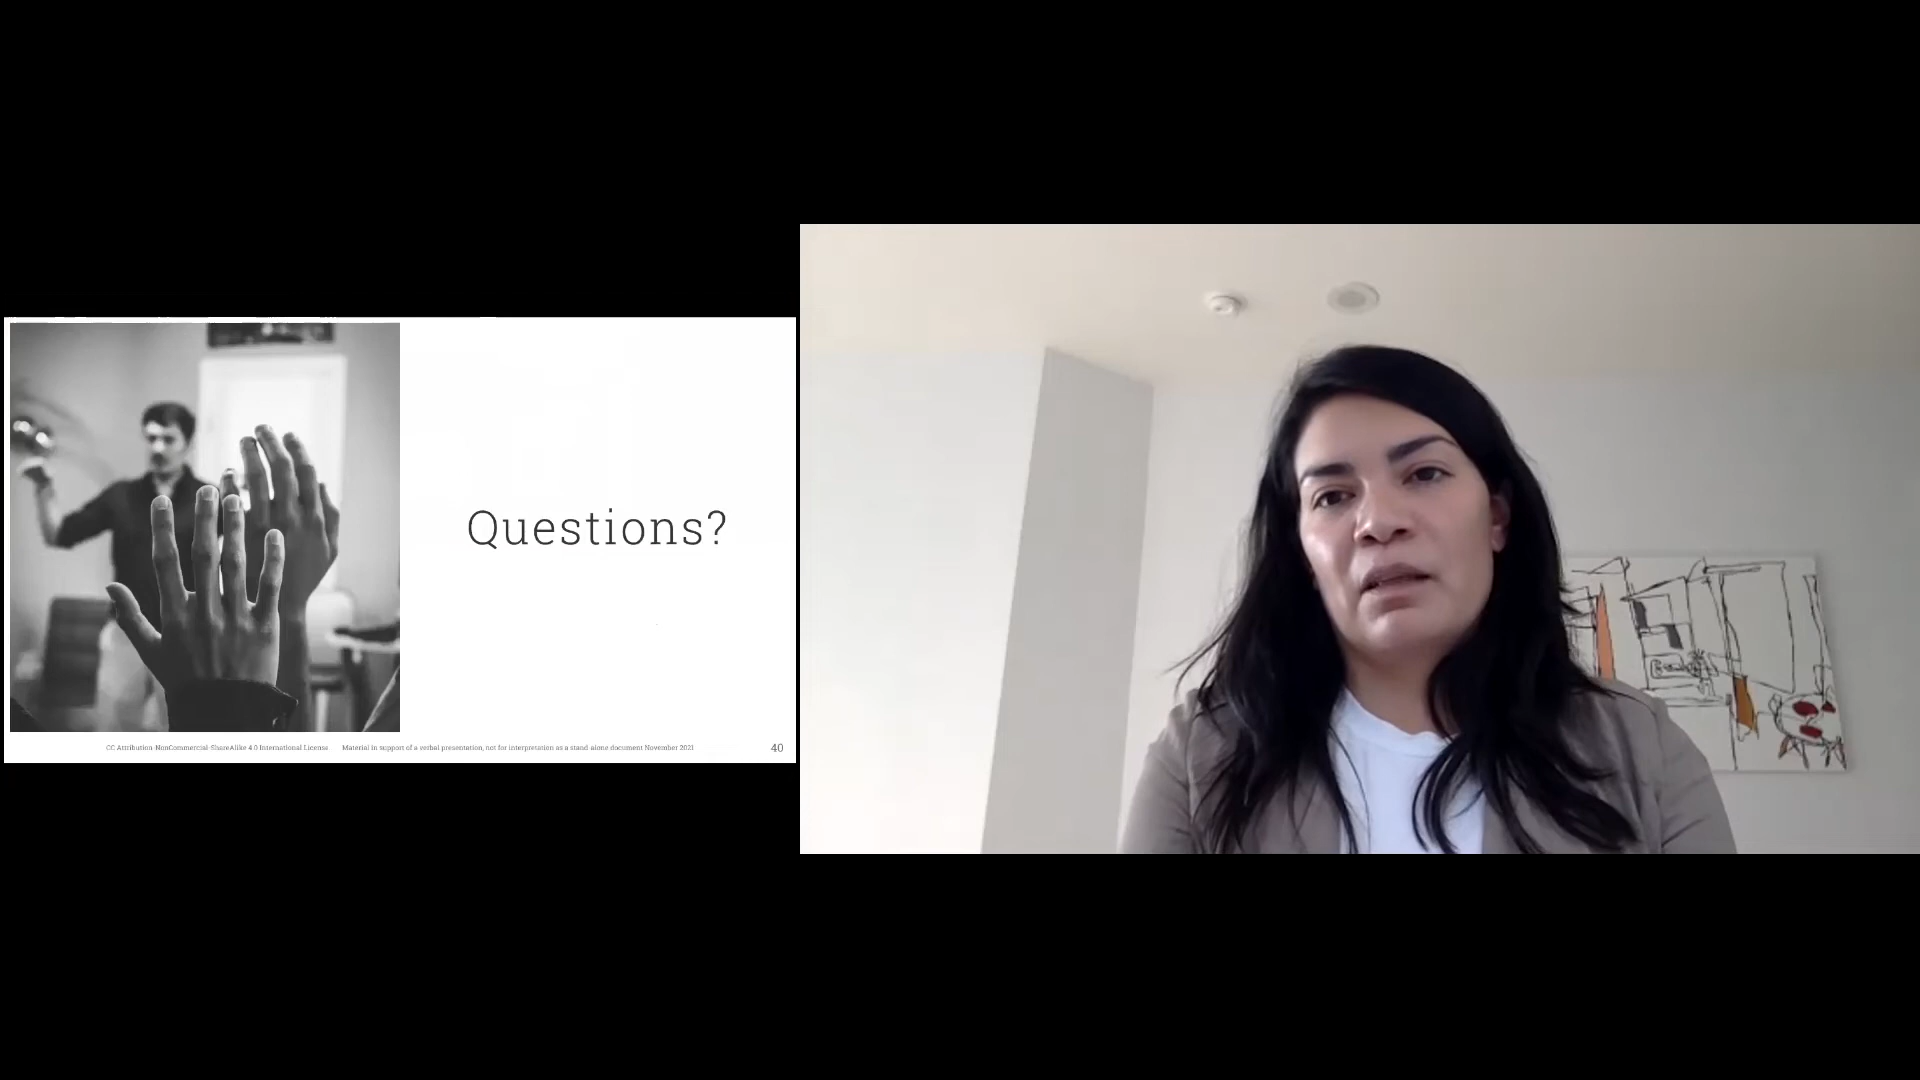 Questions?
CC Attribution-NonCommercial-ShareAlike 4.0 International License Material in support of a verbal presentation, not for interpretation as a stand-alone document November 2021 40